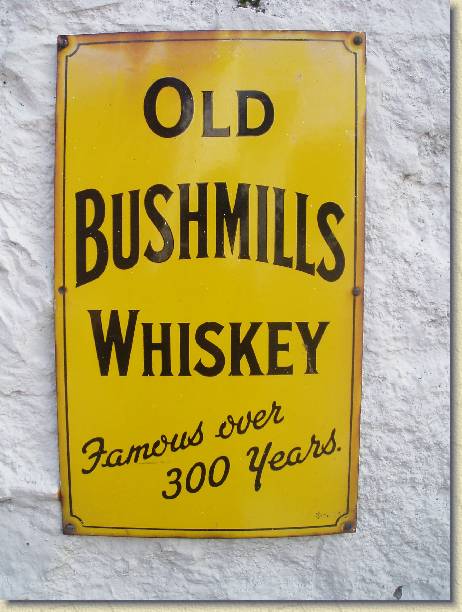 OLD
BUSHMILLS
WHISKEY
Famous over
300 Years.